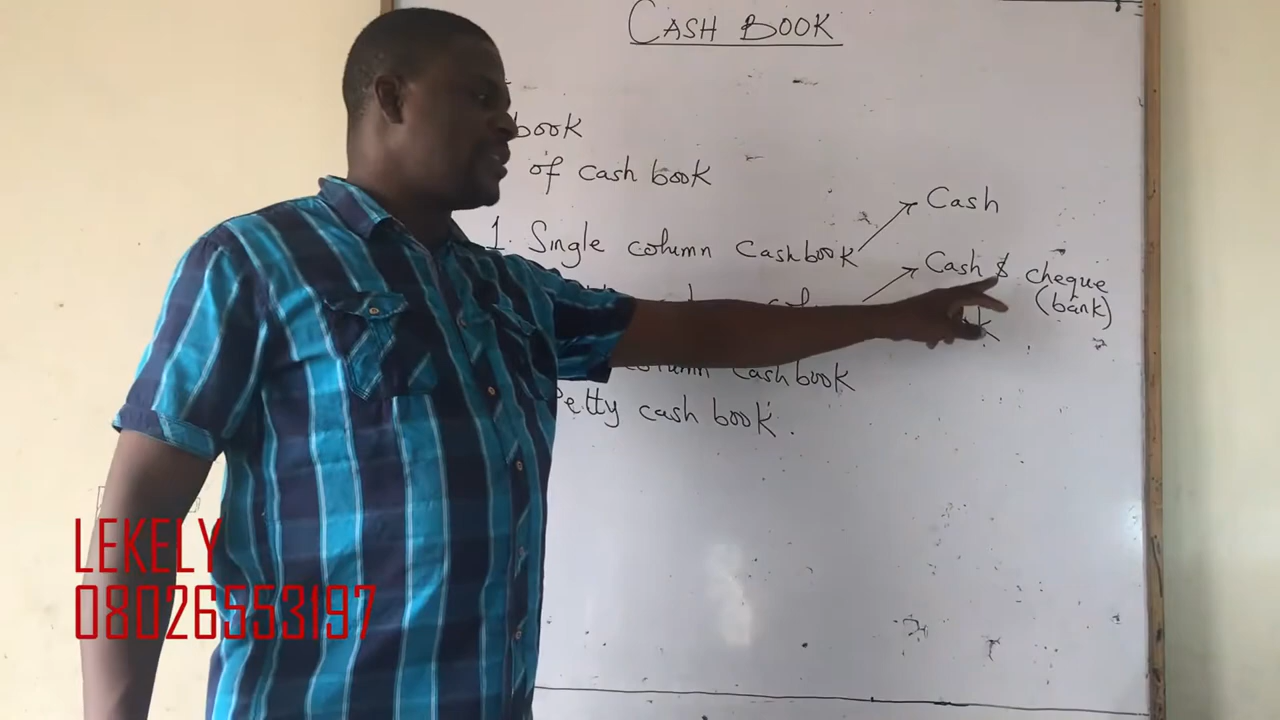 CASH BOOK
book
of cash book
1. Single column cashbook
Cash
Cash & cheque
(bank)
column cashbook
Petty cash book.
LEKELY
08026553197